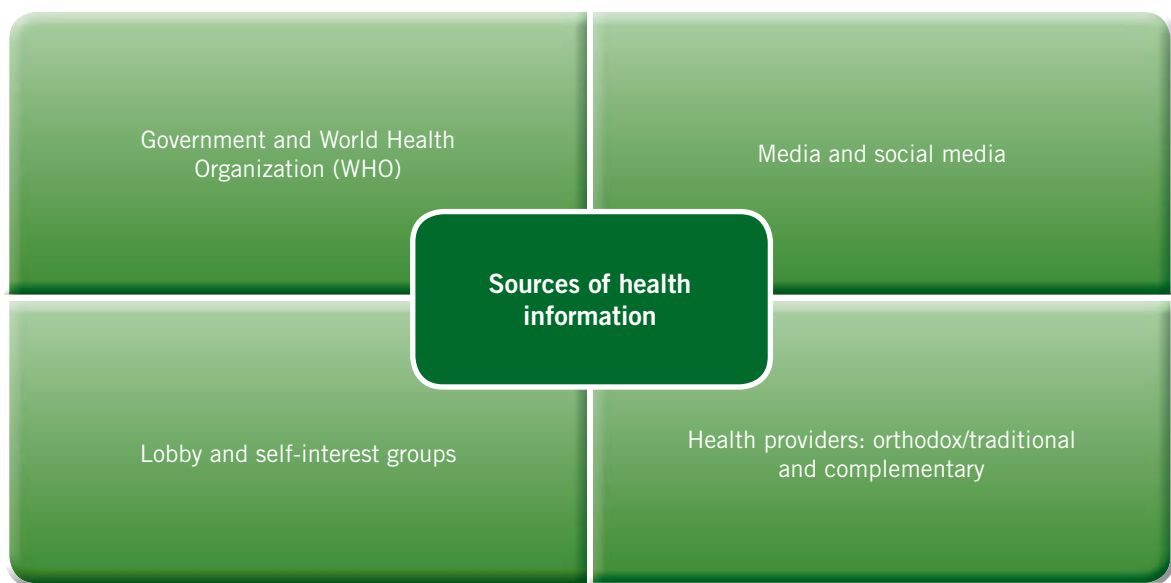 Government and World Health
Organization (WHO)
Media and social media
Sources of health
information
Lobby and self-interest groups
Health providers: orthodox/traditional
and complementary